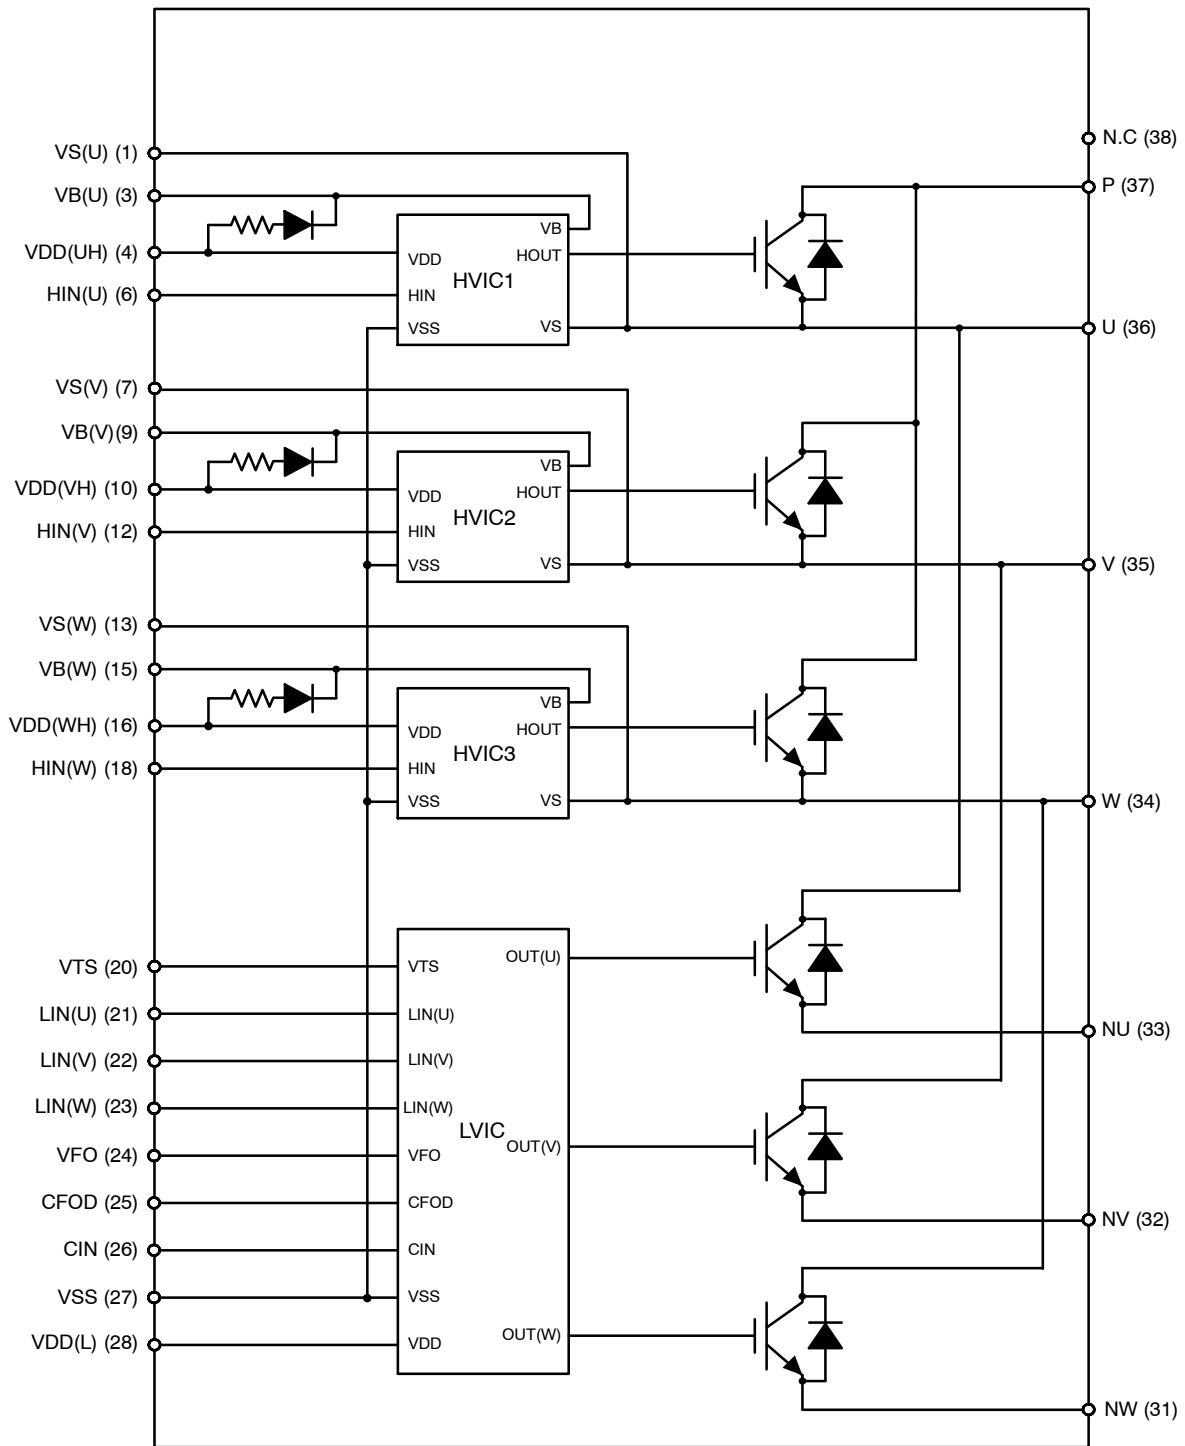 VS(U) (1)
VB(U) (3)
VDD(UH) (4)
HIN(U) (6)
VB
VDD
HOUT
HVIC1
HIN
VSS
VS
N.C (38)
P (37)
U (36)
VS(V) (7)
VB(V)(9)
VDD(VH) (10)
HIN(V) (12)
VB
VDD
HOUT
HVIC2
HIN
VSS
VS
V (35)
VS(W) (13)
VB(W) (15)
VDD(WH) (16)
HIN(W) (18)
VB
VDD
HOUT
HVIC3
HIN
VSS
VS
W (34)
VTS (20)
LIN(U) (21)
LIN(V) (22)
LIN(W) (23)
VFO (24)
CFOD (25)
CIN (26)
VSS (27)
VDD(L) (28)
VTS
LIN(U)
LIN(V)
LIN(W)
VFO
CFOD
CIN
VSS
VDD
LVIC
OUT(U)
OUT(V)
OUT(W)
NU (33)
NV (32)
NW (31)